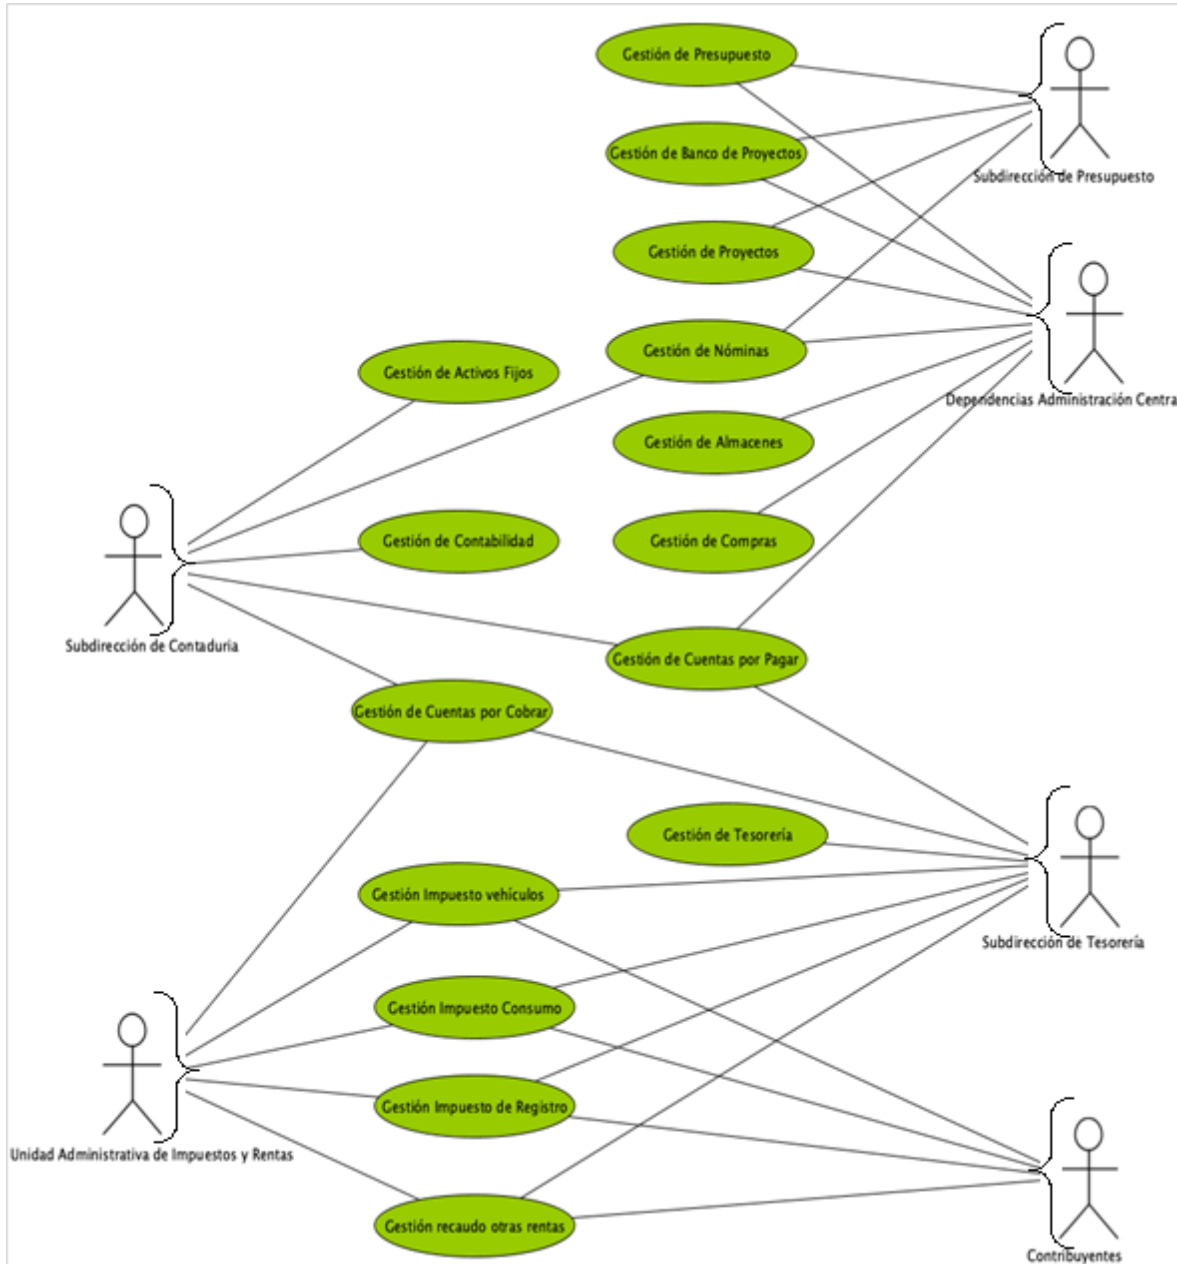 Gestión de Presupuesto
Gestión de Banco de Proyectos
Subdirección de Presupuesto
Gestión de Proyectos
Gestión de Nóminas
Gestión de Activos Fijos
Dependencias Administración Centra
Gestión de Almacenes
Gestión de Contabilidad
Gestión de Compras
Subdirección de Contaduria
Gestión de Cuentas por Pagar
Gestión de Cuentas por Cobrar
Gestión de Tesorería
Gestión Impuesto vehículos
Subdirección de Tesorería
Gestión Impuesto Consumo
Gestión Impuesto de Registro
Unidad Administrativa de Impuestos y Rentas
Gestión recaudo otras rentas
Contribuyentes